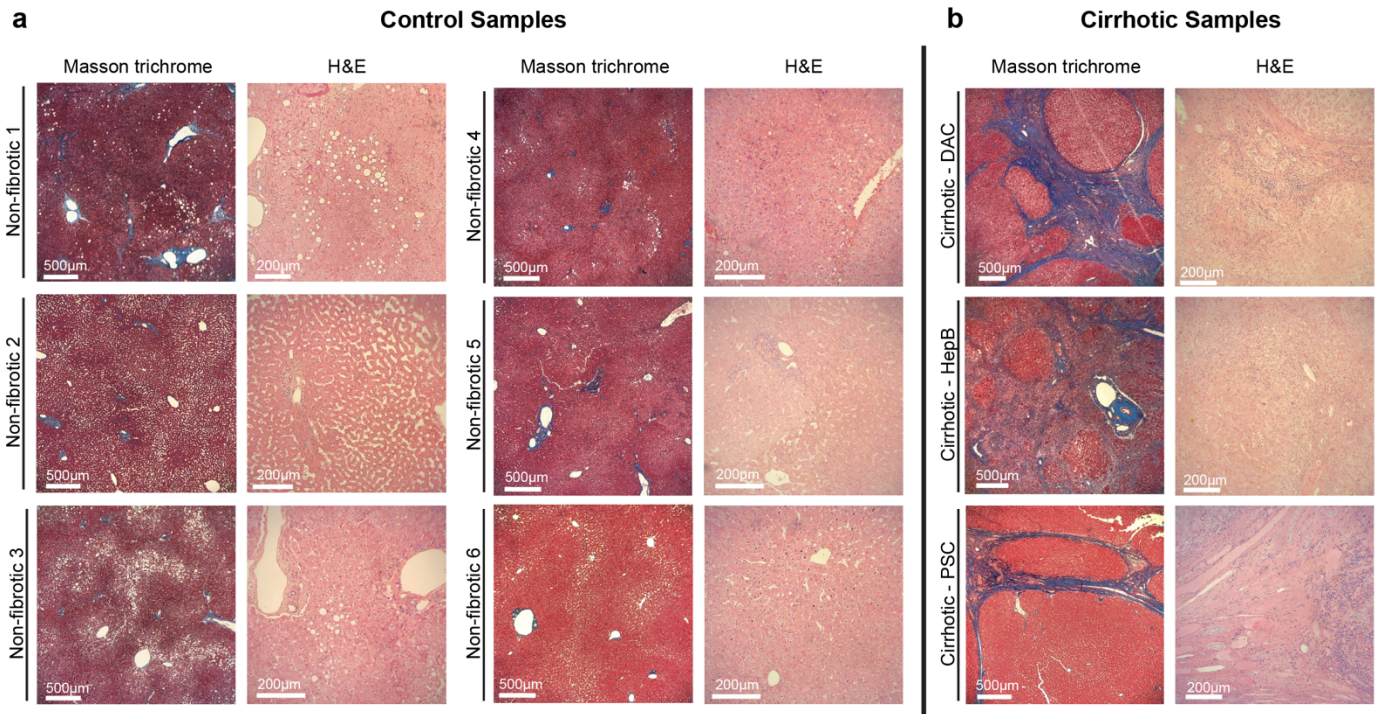 a
Control Samples
b
Cirrhotic Samples
Masson trichrome
H&E
Masson trichrome
H&E
Masson trichrome
H&E
Non-fibrotic 1
500µm
200µm
Non-fibrotic 4
500µm
200µm
Cirrhotic - DAC
500µm
200µm
Non-fibrotic 2
500µm
200µm
Non-fibrotic 5
500µm
200µm
Cirrhotic - HepB
500µm
200µm
Non-fibrotic 3
500µm
200µm
Non-fibrotic 6
500µm
200µm
Cirrhotic - PSC
500µm
200µm